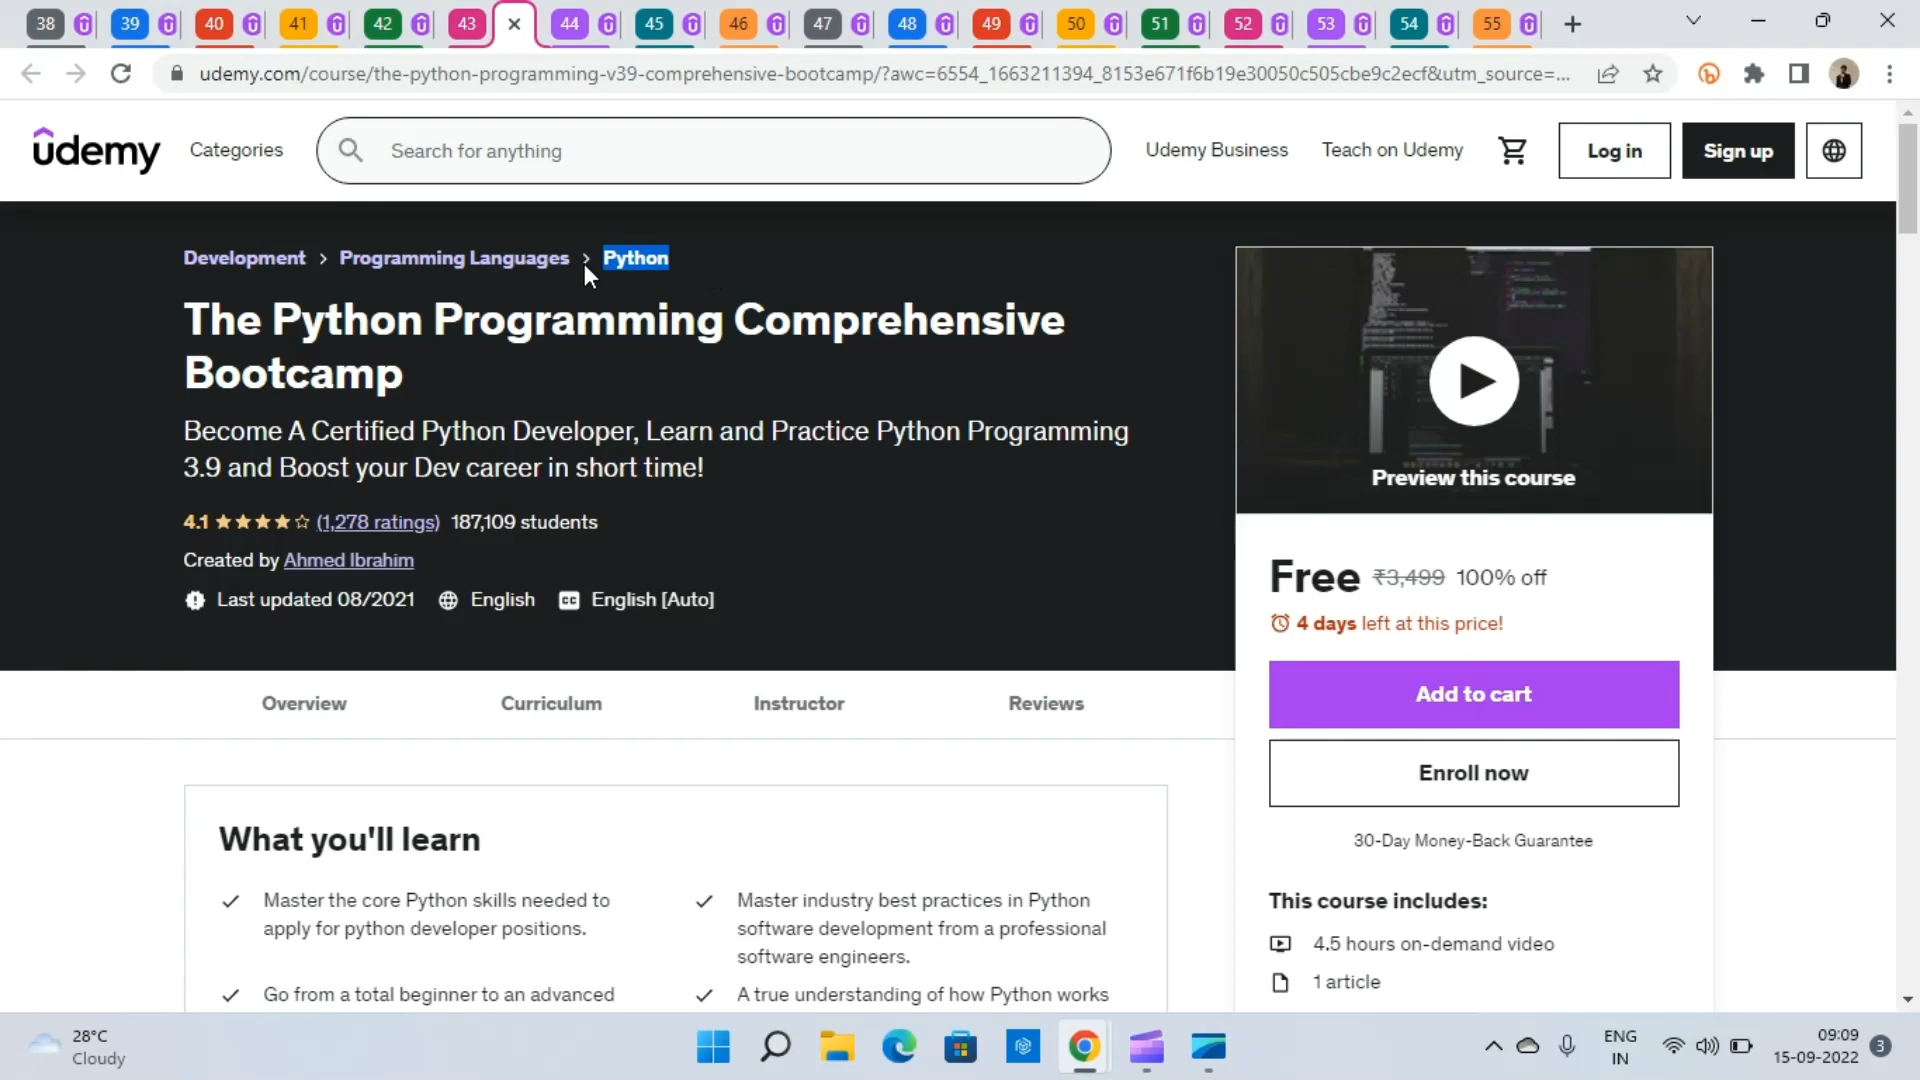 38 39 40 41 42 43 44 45 46 47 48 49 50 51 52 53 54 55
udemy.com/course/the-python-programming-v39-comprehensive-bootcamp/?awc=6554_1663211394_8153e671f6b19e30050c505cbe9c2ecf&utm_source=...
ûdemy Categories Search for anything Udemy Business Teach on Udemy Log in Sign up
Development > Programming Languages > Python
The Python Programming Comprehensive
Bootcamp
Become A Certified Python Developer, Learn and Practice Python Programming
3.9 and Boost your Dev career in short time!
4.1 (1,278 ratings) 187,109 students
Created by Ahmed Ibrahim
Last updated 08/2021 English CC English [Auto]
Preview this course
Free ₹3,499 100% off
4 days left at this price!
Add to cart
Enroll now
30-Day Money-Back Guarantee
This course includes:
4.5 hours on-demand video
1 article
Overview Curriculum Instructor Reviews
What you'll learn
Master the core Python skills needed to
apply for python developer positions.
Master industry best practices in Python
software development from a professional
software engineers.
Go from a total beginner to an advanced
A true understanding of how Python works
28°C
Cloudy
ENG
IN
09:09
15-09-2022
3